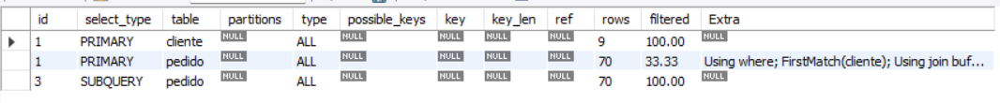 id select_type table partitions type possible_keys key key_len ref rows filtered Extra
1 PRIMARY cliente NULL ALL NULL NULL NULL NULL 9 100.00 NULL
1 PRIMARY pedido NULL ALL NULL NULL NULL NULL 70 33.33 Using where; FirstMatch(cliente); Using join buf...
3 SUBQUERY pedido NULL ALL NULL NULL NULL NULL 70 100.00 NULL